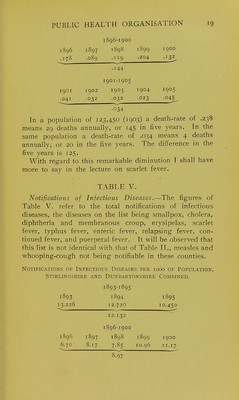 PUBLIC HEALTH ORGANISATION 19
1896-1900
1896 1897 1898 1899 1900
.178 .089 .119 .204 .132
.144
1901-1905
1901 1902 1903 1904 1905
.041 .032 .032 .023 .048
.034
In a population of 123,450 (1903) a death-rate of .238
means 29 deaths annually, or 145 in five years. In the
same population a death-rate of .034 means 4 deaths
annually, or 20 in five years. The difference in the
five years is 125.
With regard to this remarkable diminution I shall have
more to say in the lecture on scarlet fever.
TABLE V.
Notifications of Infectious Diseases.—The figures of
Table V. refer to the total notifications of infectious
diseases, the diseases on the list being smallpox, cholera,
diphtheria and membranous croup, erysipelas, scarlet
fever, typhus fever, enteric fever, relapsing fever, con-
tinued fever, and puerperal fever. It will be observed that
this list is not identical with that of Table II., measles and
whooping-cough not being notifiable in these counties.
Notifications of Infectious Diseases per 1000 of Population,
Stirlingshire and Dunbartonshire Combined.
1893-1895
1893 1894 1895
13.226 12.720 10.450
12.132
1896-1900
1896 1897 1898 1899 1900
6.70 8.17 7.85 10.96 11.17
8.97